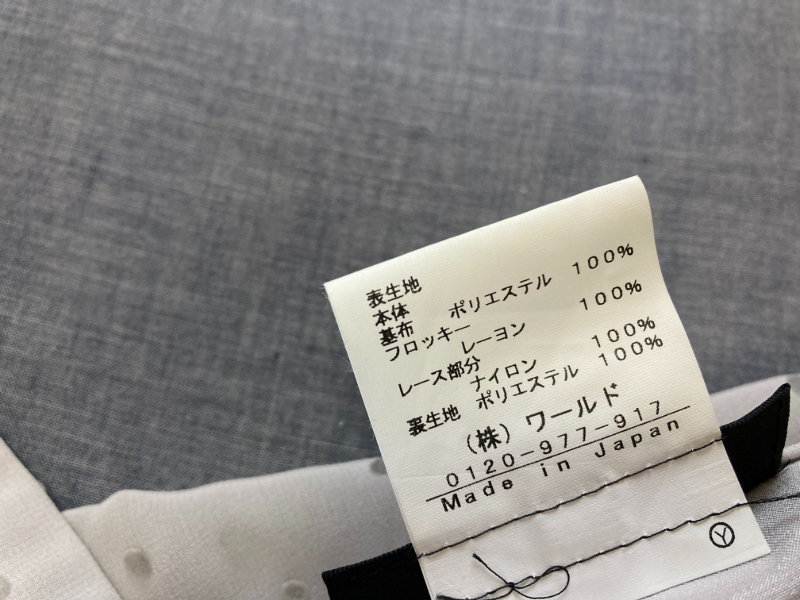 表生地
本体
基布 ポリエステル 100%
フロッキー
レーヨン 100%
レース部分
ナイロン 100%
裏生地 ポリエステル 100%
(株)ワールド
0120-977-917
Made in Japan
Y